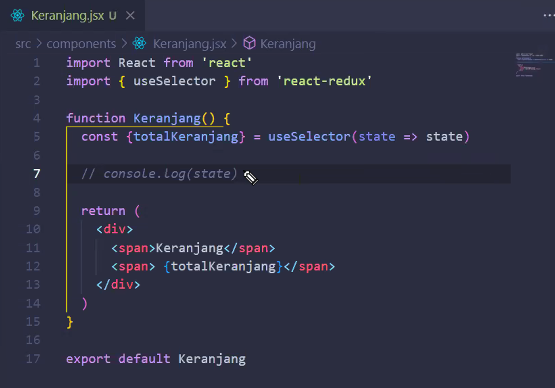 Keranjang.jsx U
src > components > Keranjang.jsx > Keranjang
1 import React from 'react'
2 import { useSelector } from 'react-redux'
3
4 function Keranjang() {
5 const {totalKeranjang} = useSelector(state => state)
6
7 // console.log(state)
8
9 return (
10 <div>
11 <span>Keranjang</span>
12 <span> {totalKeranjang}</span>
13 </div>
14 )
15 }
16
17 export default Keranjang